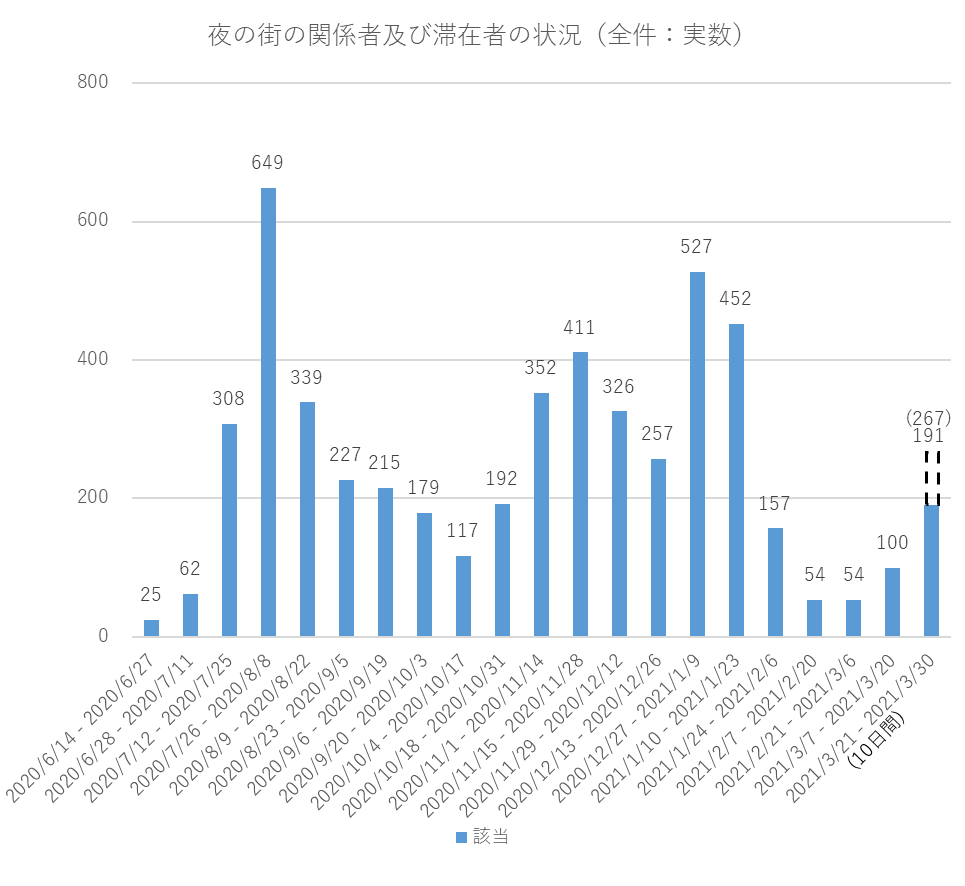 夜の街の関係者及び滞在者の状況（全件：実数）
800
600
400
200
0
25
62
308
649
339
227
215
179
117
192
352
411
326
257
527
452
157
54
54
100
(267)
191
2020/6/14 - 2020/6/27
2020/6/28 - 2020/7/11
2020/7/12 - 2020/7/25
2020/7/26 - 2020/8/8
2020/8/9 - 2020/8/22
2020/8/23 - 2020/9/5
2020/9/6 - 2020/9/19
2020/9/20 - 2020/10/3
2020/10/4 - 2020/10/17
2020/10/18 - 2020/10/31
2020/11/1 - 2020/11/14
2020/11/15 - 2020/11/28
2020/11/29 - 2020/12/12
2020/12/13 - 2020/12/26
2020/12/27 - 2021/1/9
2021/1/10 - 2021/1/23
2021/1/24 - 2021/2/6
2021/2/7 - 2021/2/20
2021/2/21 - 2021/3/6
2021/3/7 - 2021/3/20
2021/3/21 - 2021/3/30
(10日間)
該当